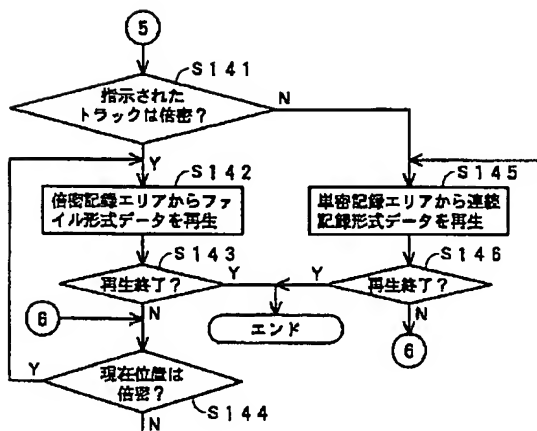 5
S141
指示された
トラックは倍密?
N
Y
S142
倍密記録エリアからファ
イル形式データを再生
S145
単密記録エリアから連続
記録形式データを再生
S143
再生終了?
Y
N
S146
再生終了?
Y
N
エンド
6
6
現在位置は
倍密?
Y
S144
N